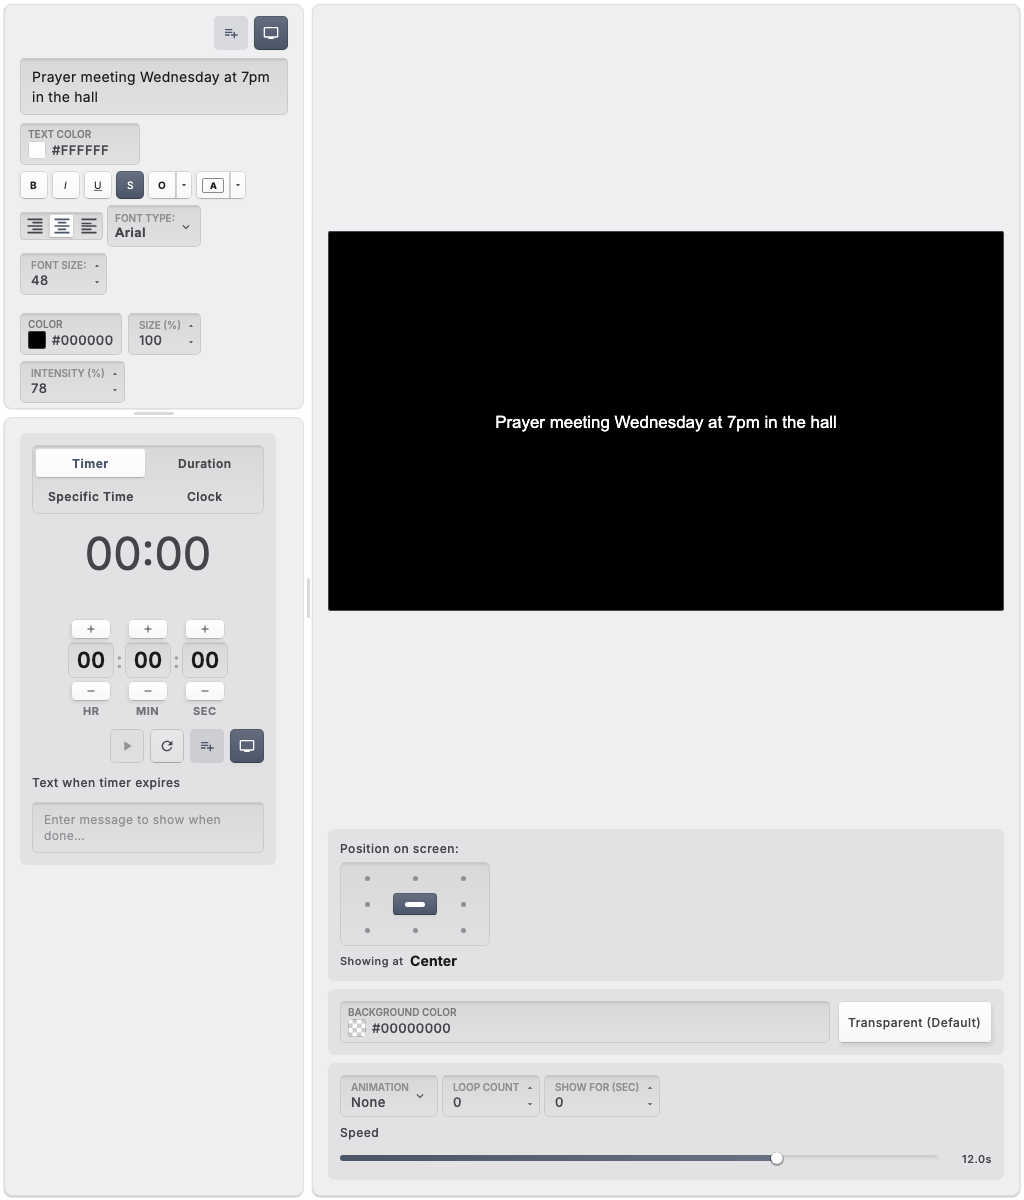 Prayer meeting Wednesday at 7pm
in the hall
TEXT COLOR
#FFFFFF
B I U S O A
FONT TYPE:
Arial
FONT SIZE:
48
COLOR
#000000
SIZE (%)
100
INTENSITY (%)
78
Timer Duration
Specific Time Clock
00:00
+ + +
00 : 00 : 00
− − −
HR MIN SEC
Text when timer expires
Enter message to show when
done...
Prayer meeting Wednesday at 7pm in the hall
Position on screen:
Showing at Center
BACKGROUND COLOR
#00000000
Transparent (Default)
ANIMATION
None
LOOP COUNT
0
SHOW FOR (SEC)
0
Speed
12.0s